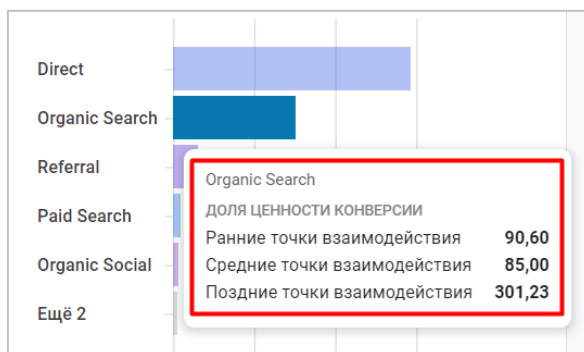 Direct
Organic Search
Referral
Paid Search
Organic Social
Ещё 2
Organic Search
ДОЛЯ ЦЕННОСТИ КОНВЕРСИИ
Ранние точки взаимодействия 90,60
Средние точки взаимодействия 85,00
Поздние точки взаимодействия 301,23